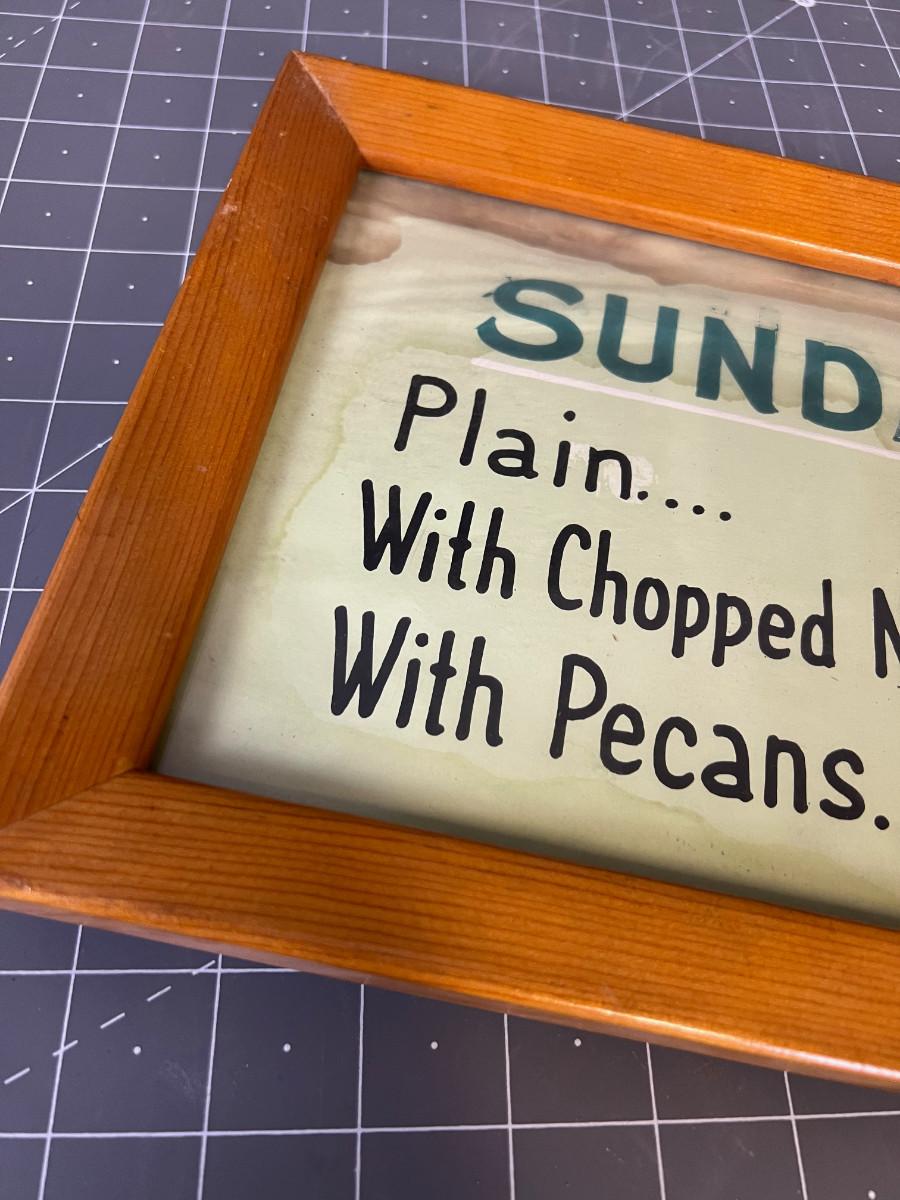 SUND
Plain....
With Chopped N
With Pecans.